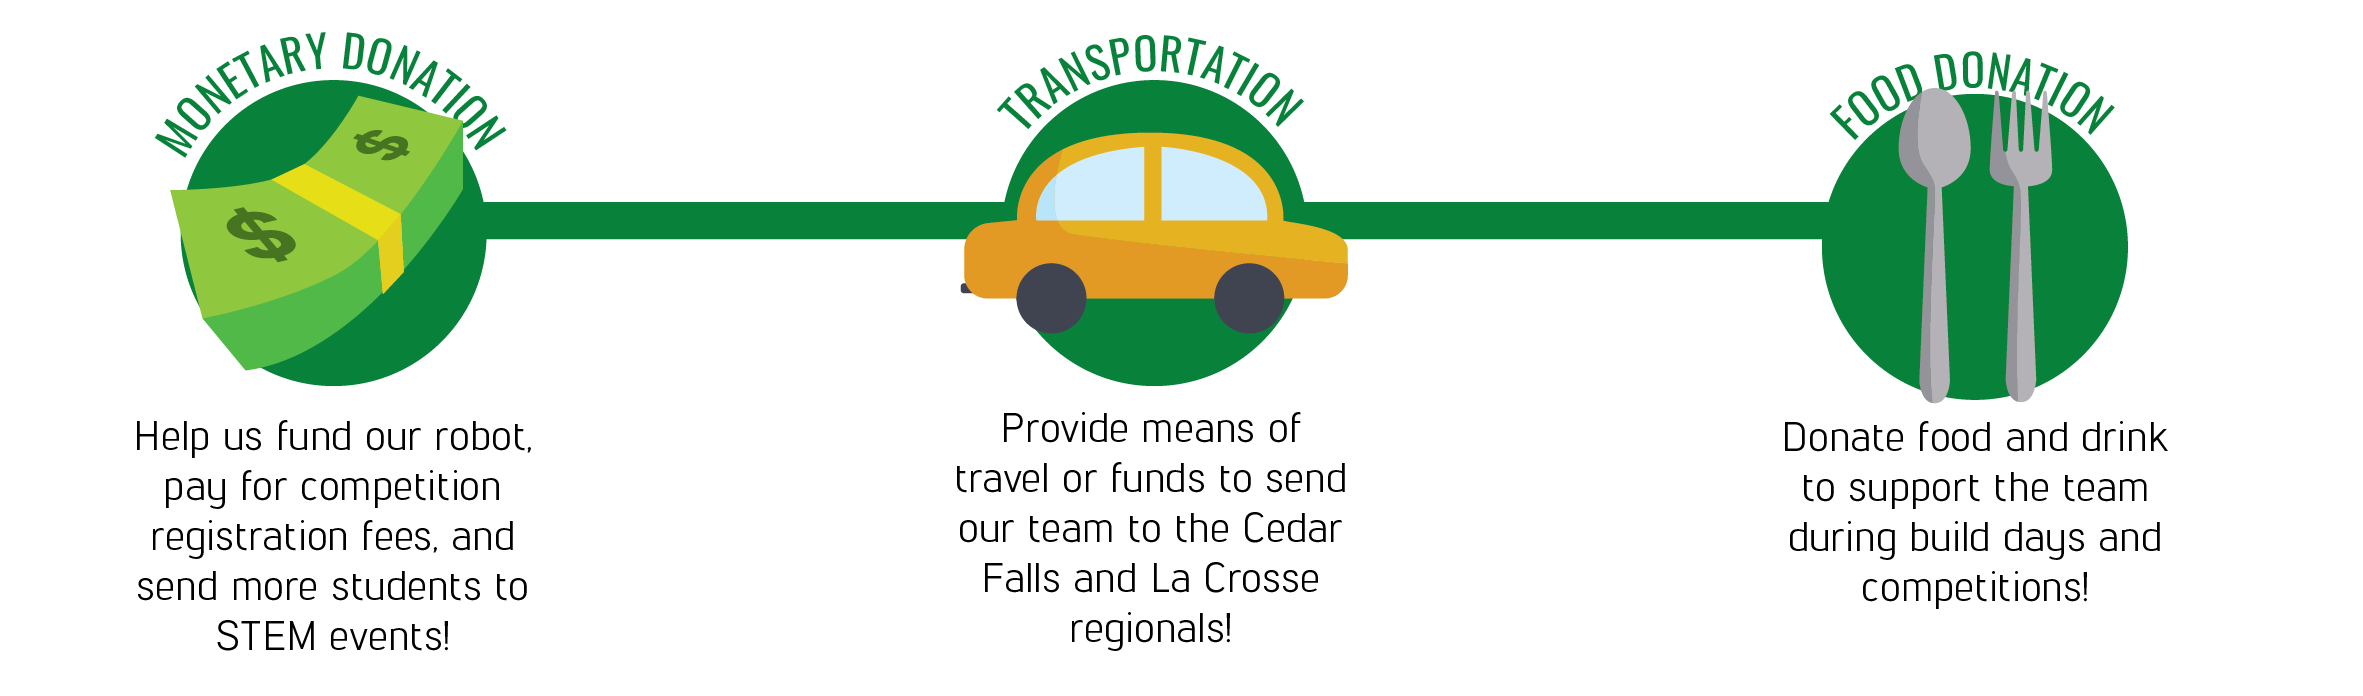 MONETARY DONATION
Help us fund our robot,
pay for competition
registration fees, and
send more students to
STEM events!
TRANSPORTATION
Provide means of
travel or funds to send
our team to the Cedar
Falls and La Crosse
regionals!
FOOD DONATION
Donate food and drink
to support the team
during build days and
competitions!
$
$